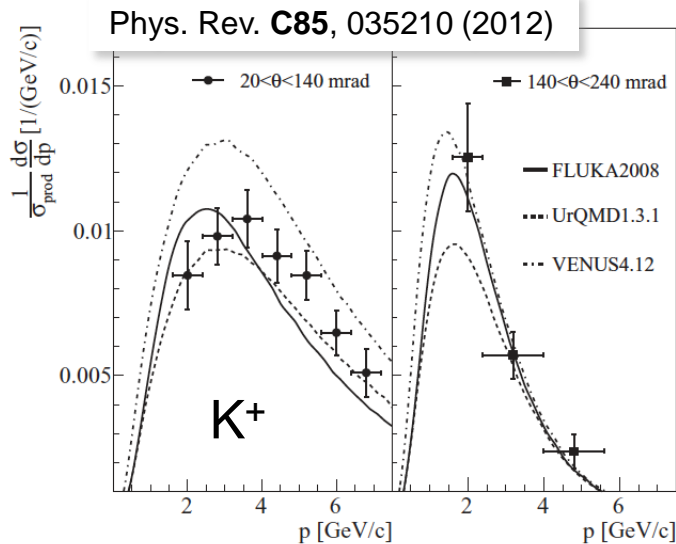 Phys. Rev. C85, 035210 (2012)
1/σprod dσ/dp [1/(GeV/c)]
0.015
0.01
0.005
20<θ<140 mrad
K+
2 4 6
p [GeV/c]
140<θ<240 mrad
FLUKA2008
UrQMD1.3.1
VENUS4.12
2 4 6
p [GeV/c]